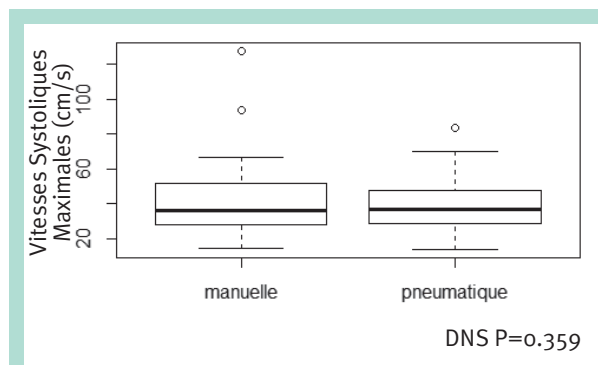 Vitesses Systoliques
Maximales (cm/s)
100
60
20
manuelle
pneumatique
DNS P=0.359